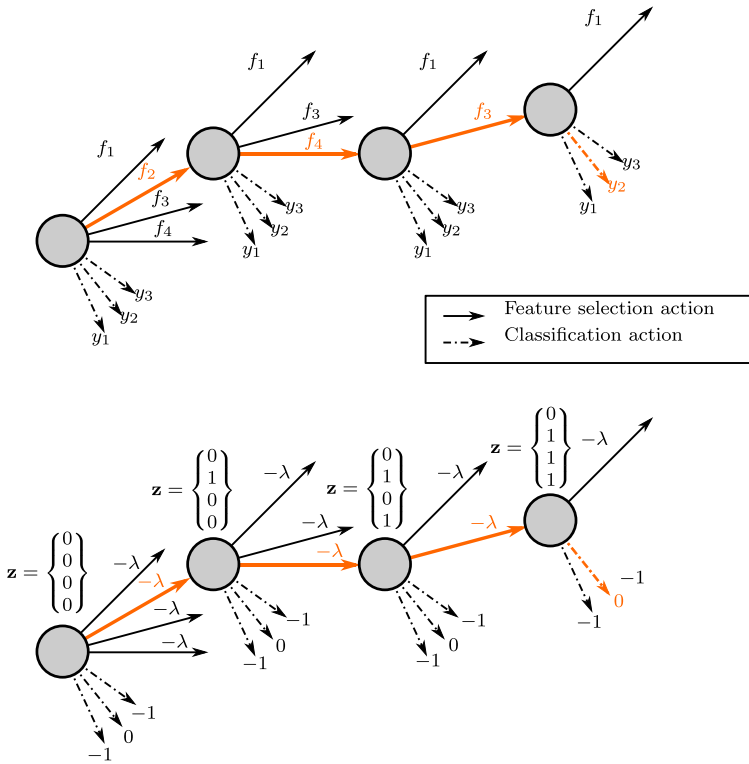 f₁
f₁
f₁
f₁
f₂
f₃
f₄
f₃
f₄
f₃
y₃
y₂
y₁
y₃
y₂
y₁
y₃
y₂
y₁
y₃
y₂
y₁
Feature selection action
Classification action
z = {0 0 0 0}
z = {0 1 0 0}
z = {0 1 0 1}
z = {0 1 1 1}
−λ
−λ
−λ
−λ
−λ
−λ
−λ
−λ
−λ
−λ
−1
0
−1
−1
0
−1
−1
0
−1
−1
0
−1